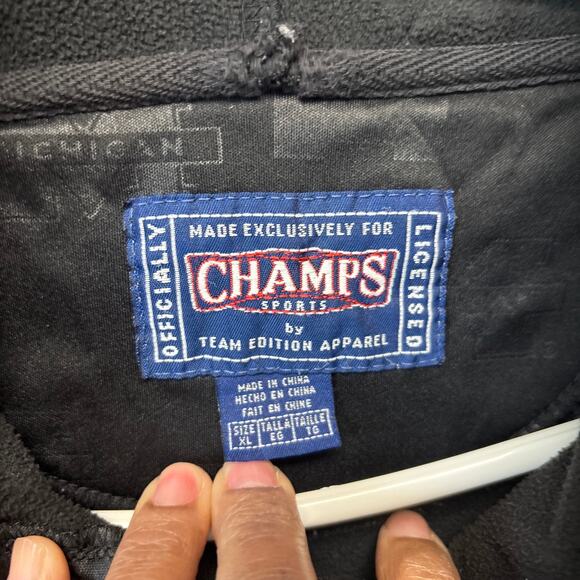 MICHIGAN
OFFICIALLY
MADE EXCLUSIVELY FOR
CHAMPS
SPORTS
by
TEAM EDITION APPAREL
LICENSED
MADE IN CHINA
HECHO EN CHINA
FAIT EN CHINE
SIZE TALLA TAILLE
XL EG TG